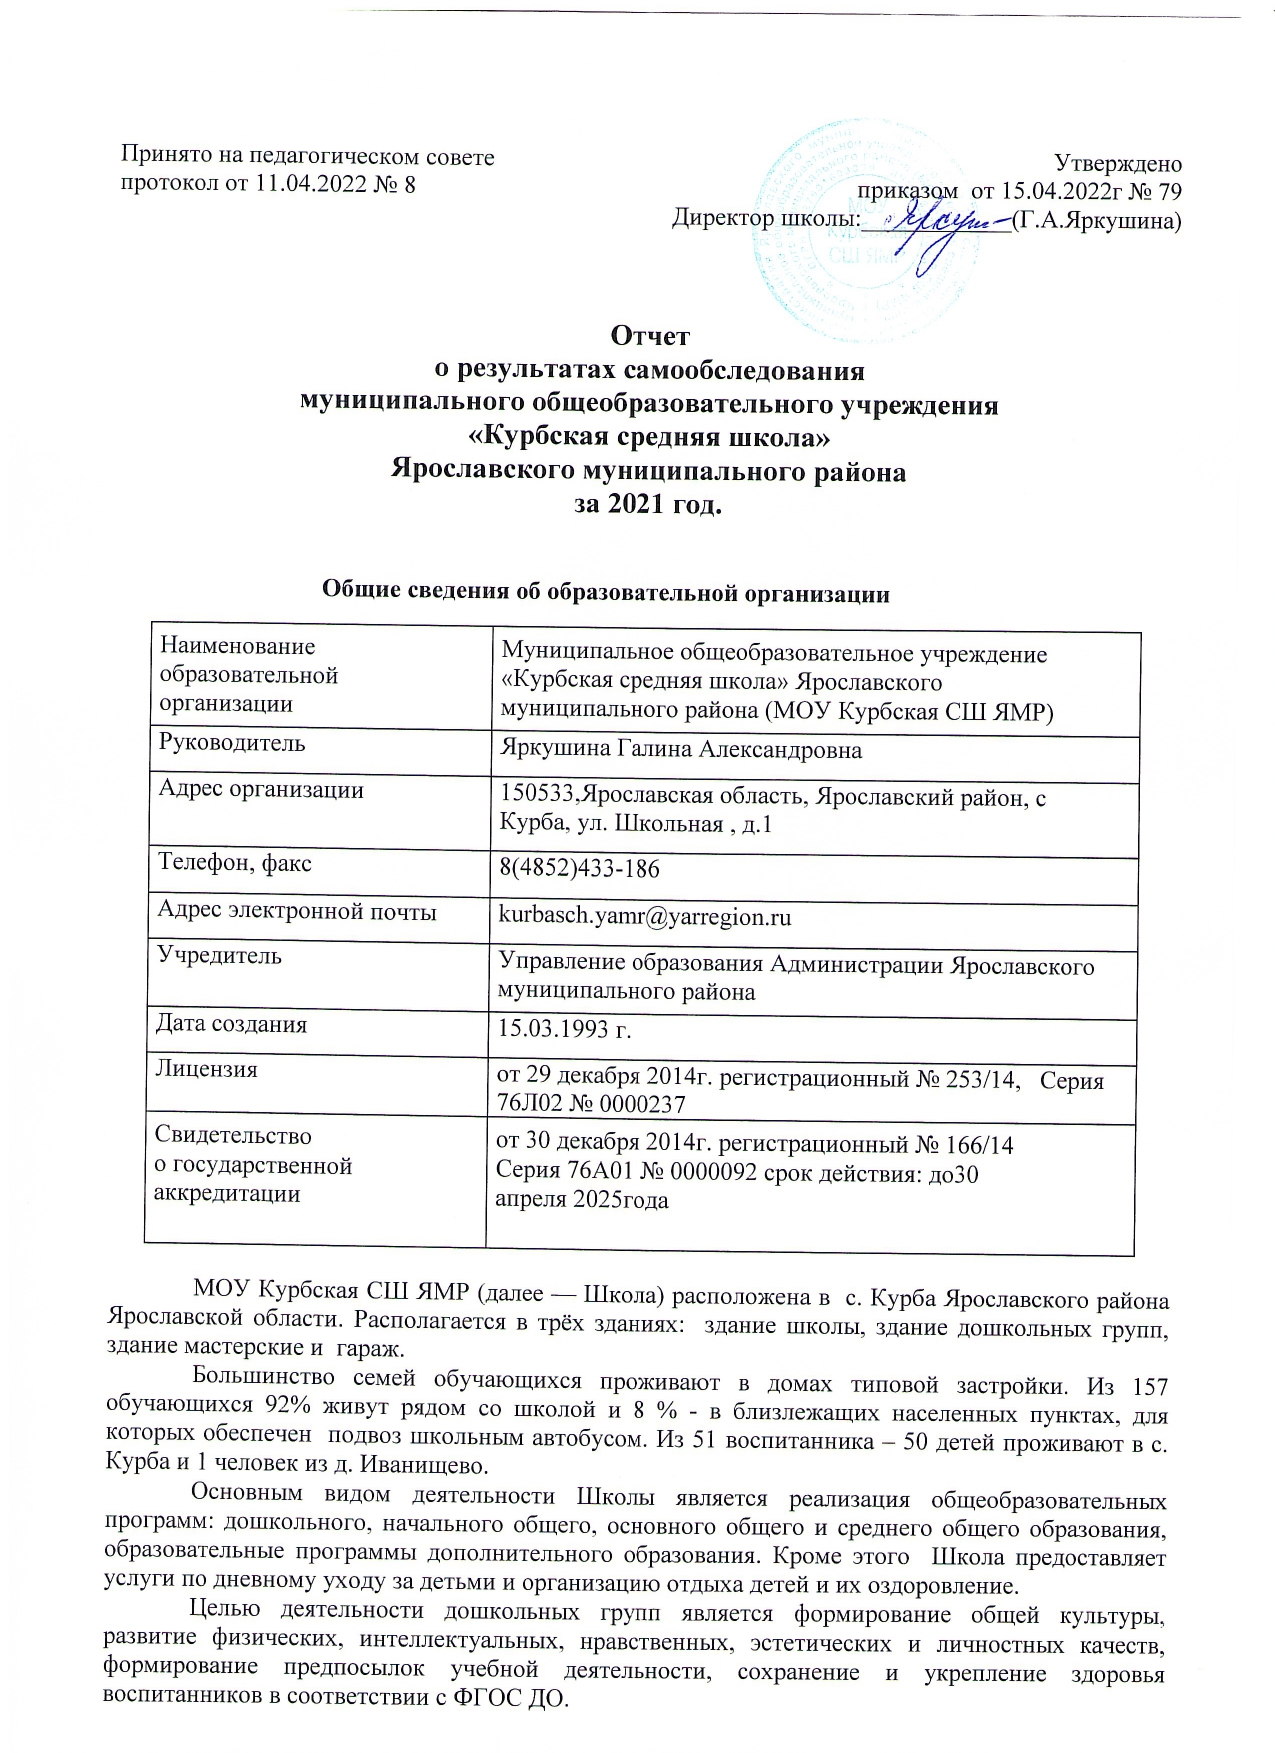 Принято на педагогическом совете
протокол от 11.04.2022 № 8
Утверждено
приказом  от 15.04.2022г № 79
Директор школы:____________(Г.А.Яркушина)
МОУ
Курбская
СШ ЯМР
Отчет
о результатах самообследования
муниципального общеобразовательного учреждения
«Курбская средняя школа»
Ярославского муниципального района
за 2021 год.
Общие сведения об образовательной организации
Наименование
образовательной
организации
Муниципальное общеобразовательное учреждение
«Курбская средняя школа» Ярославского
муниципального района (МОУ Курбская СШ ЯМР)
Руководитель
Яркушина Галина Александровна
Адрес организации
150533,Ярославская область, Ярославский район, с
Курба, ул. Школьная , д.1
Телефон, факс
8(4852)433-186
Адрес электронной почты
kurbasch.yamr@yarregion.ru
Учредитель
Управление образования Администрации Ярославского
муниципального района
Дата создания
15.03.1993 г.
Лицензия
от 29 декабря 2014г. регистрационный № 253/14,   Серия
76Л02 № 0000237
Свидетельство
о государственной
аккредитации
от 30 декабря 2014г. регистрационный № 166/14
Серия 76А01 № 0000092 срок действия: до30
апреля 2025года
МОУ Курбская СШ ЯМР (далее — Школа) расположена в  с. Курба Ярославского района
Ярославской области. Располагается в трёх зданиях:  здание школы, здание дошкольных групп,
здание мастерские и  гараж.
Большинство семей обучающихся проживают в домах типовой застройки. Из 157
обучающихся 92% живут рядом со школой и 8 % - в близлежащих населенных пунктах, для
которых обеспечен  подвоз школьным автобусом. Из 51 воспитанника – 50 детей проживают в с.
Курба и 1 человек из д. Иванищево.
Основным видом деятельности Школы является реализация общеобразовательных
программ: дошкольного, начального общего, основного общего и среднего общего образования,
образовательные программы дополнительного образования. Кроме этого  Школа предоставляет
услуги по дневному уходу за детьми и организацию отдыха детей и их оздоровление.
Целью деятельности дошкольных групп является формирование общей культуры,
развитие физических, интеллектуальных, нравственных, эстетических и личностных качеств,
формирование предпосылок учебной деятельности, сохранение и укрепление здоровья
воспитанников в соответствии с ФГОС ДО.